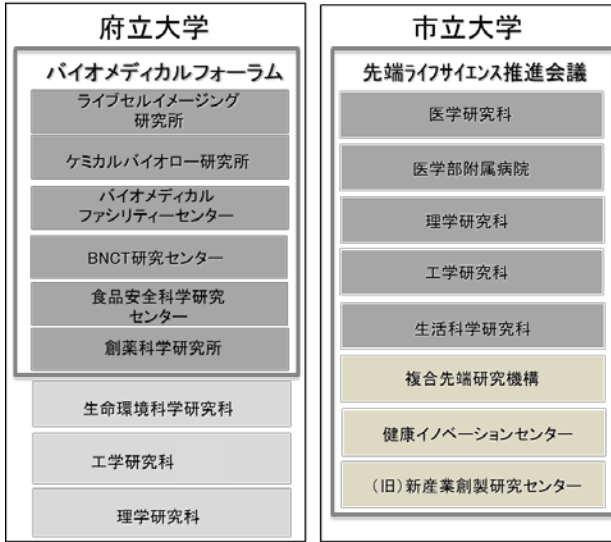 府立大学
バイオメディカルフォーラム
ライブセルイメージング
研究所
ケミカルバイオロー研究所
バイオメディカル
ファシリティーセンター
BNCT研究センター
食品安全科学研究
センター
創薬科学研究所
生命環境科学研究科
工学研究科
理学研究科
市立大学
先端ライフサイエンス推進会議
医学研究科
医学部附属病院
理学研究科
工学研究科
生活科学研究科
複合先端研究機構
健康イノベーションセンター
（旧）新産業創製研究センター